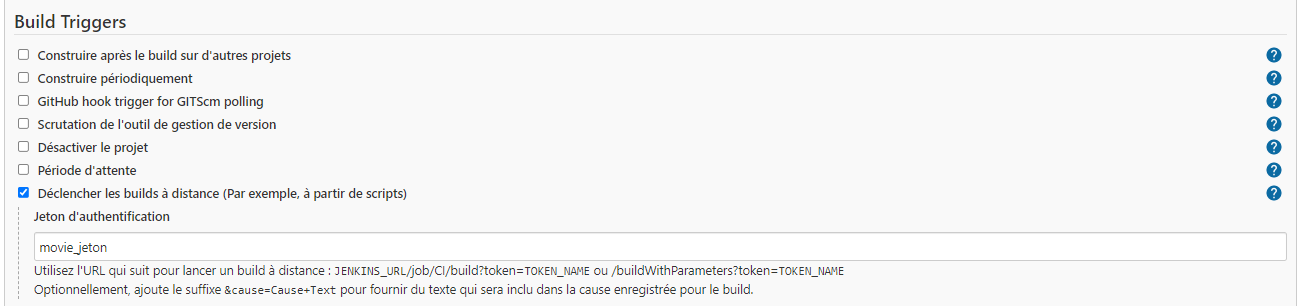 Build Triggers
Construire après le build sur d'autres projets
Construire périodiquement
GitHub hook trigger for GITScm polling
Scrutation de l'outil de gestion de version
Désactiver le projet
Période d'attente
Déclencher les builds à distance (Par exemple, à partir de scripts)
Jeton d'authentification
movie_jeton
Utilisez l'URL qui suit pour lancer un build à distance : JENKINS_URL/job/CI/build?token=TOKEN_NAME ou /buildWithParameters?token=TOKEN_NAME
Optionnellement, ajoute le suffixe &cause=Cause+Text pour fournir du texte qui sera inclu dans la cause enregistrée pour le build.